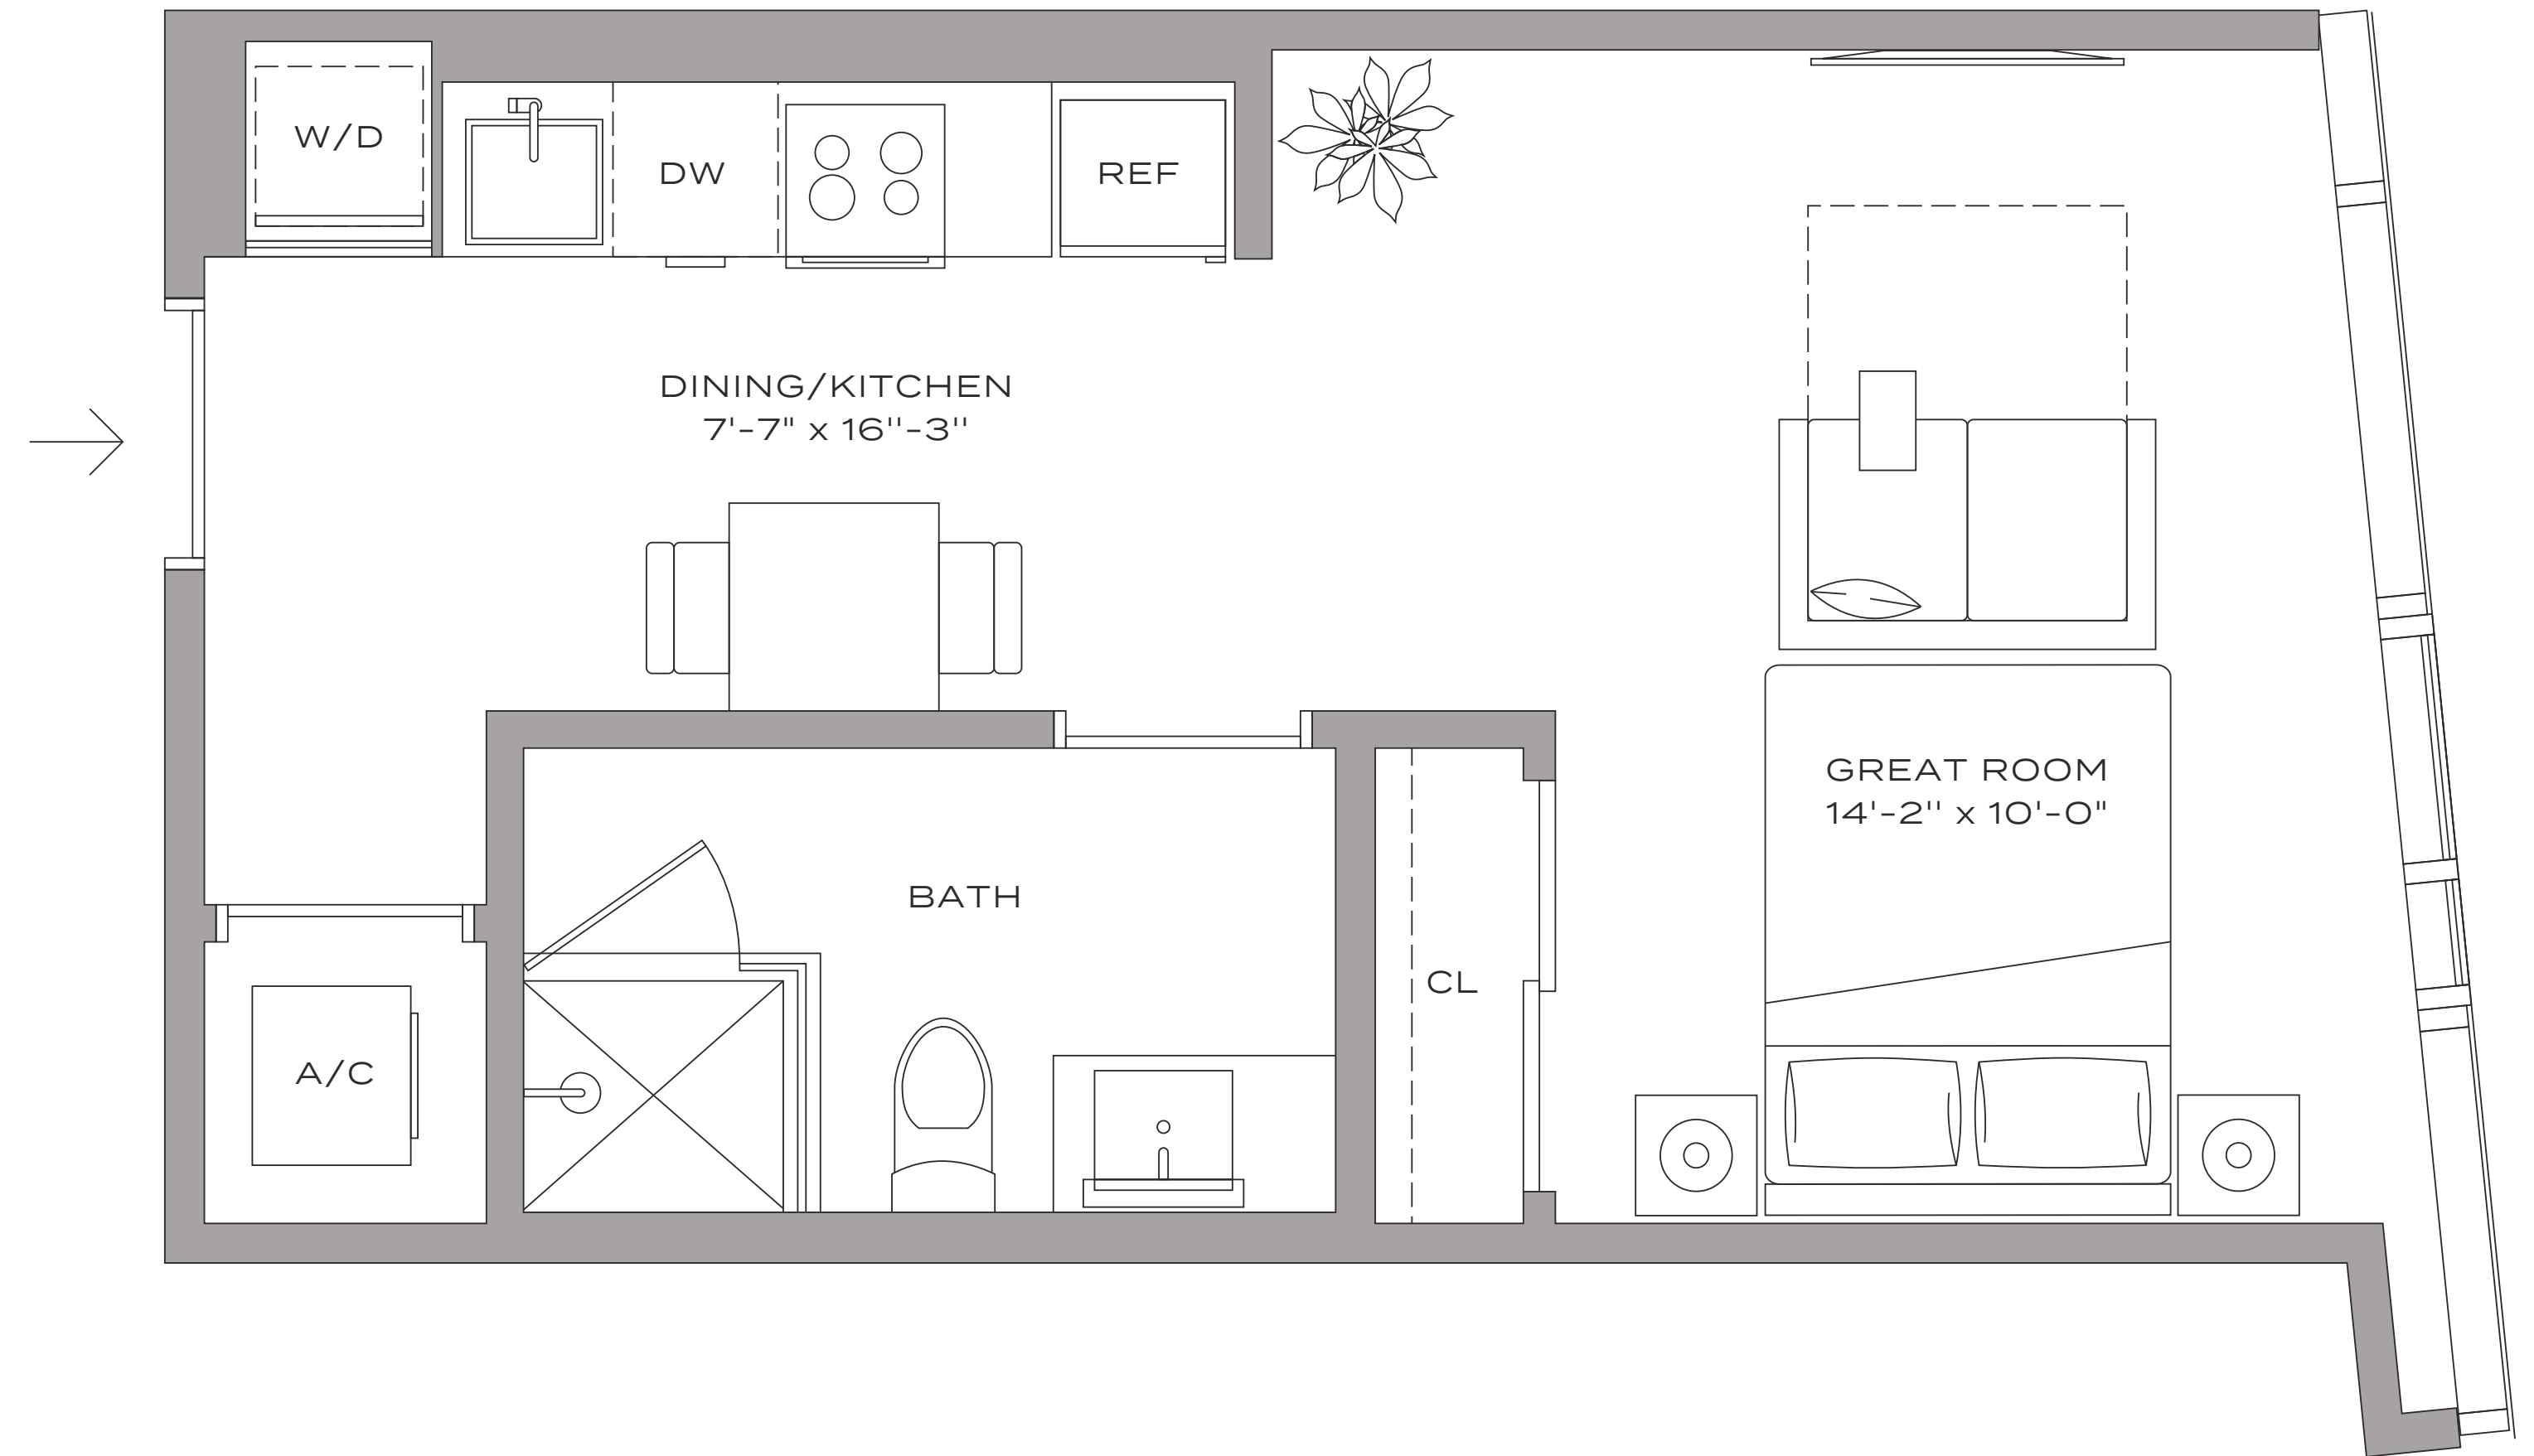 W/D
DW
REF
DINING/KITCHEN
7'-7" x 16''-3''
GREAT ROOM
14'-2'' x 10'-0"
BATH
CL
A/C